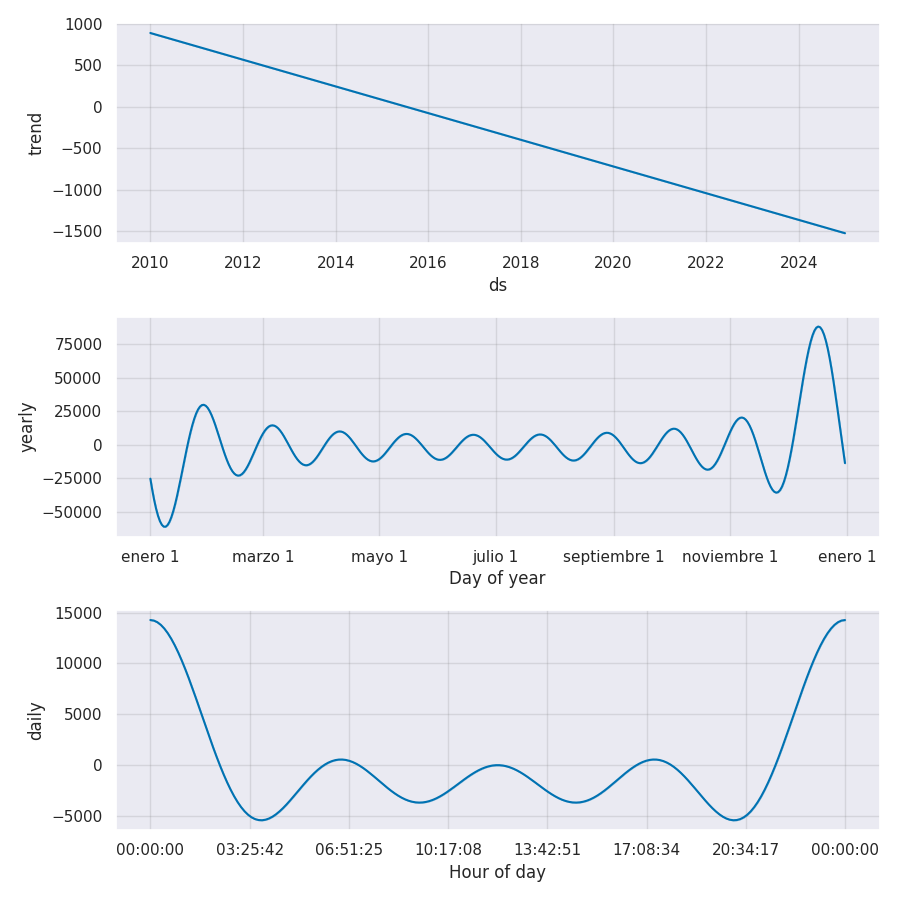 1000
500
0
−500
−1000
−1500
trend
2010 2012 2014 2016 2018 2020 2022 2024
ds
75000
50000
25000
0
−25000
−50000
yearly
enero 1 marzo 1 mayo 1 julio 1 septiembre 1 noviembre 1 enero 1
Day of year
15000
10000
5000
0
−5000
daily
00:00:00 03:25:42 06:51:25 10:17:08 13:42:51 17:08:34 20:34:17 00:00:00
Hour of day